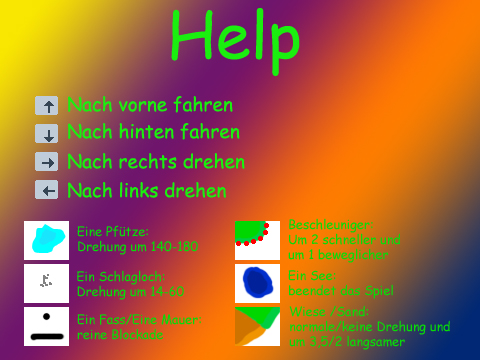 Help
Nach vorne fahren
Nach hinten fahren
Nach rechts drehen
Nach links drehen
Eine Pfütze:
Drehung um 140-180
Ein Schlagloch:
Drehung um 14-60
Ein Fass/Eine Mauer:
reine Blockade
Beschleuniger:
Um 2 schneller und
um 1 beweglicher
Ein See:
beendet das Spiel
Wiese /Sand:
normale/keine Drehung und
um 3,5/2 langsamer